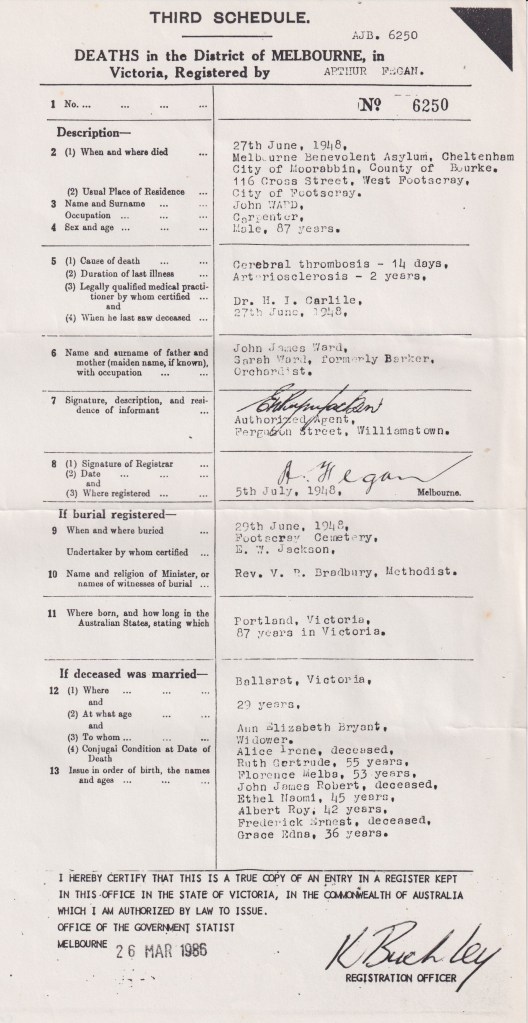 THIRD SCHEDULE.
AJB. 6250
DEATHS in the District of MELBOURNE, in
Victoria, Registered by ARTHUR FEGAN.
1 No. ... ... ... ... No 6250
Description—
2 (1) When and where died ... 27th June, 1948,
Melbourne Benevolent Asylum, Cheltenham
City of Moorabbin, County of Bourke.
(2) Usual Place of Residence ... 116 Cross Street, West Footscray,
City of Footscray.
3 Name and Surname ... ... John WARD,
Occupation ... ... ... Carpenter,
4 Sex and age ... ... ... Male, 87 years.
5 (1) Cause of death ... ... Cerebral thrombosis - 14 days,
(2) Duration of last illness ... Arteriosclerosis - 2 years,
(3) Legally qualified medical practi-
tioner by whom certified ... Dr. H. I. Carlile,
and
(4) When he last saw deceased ... 27th June, 1948,
6 Name and surname of father and John James Ward,
mother (maiden name, if known), Sarah Ward, formerly Barker,
with occupation ... ... Orchardist.
7 Signature, description, and resi-
dence of informant ... Authorized Agent,
Ferguson Street, Williamstown.
8 (1) Signature of Registrar ... A. Fegan
(2) Date ... ... ...
and
(3) Where registered ... ... 5th July, 1948, Melbourne.
If burial registered—
9 When and where buried ... 29th June, 1948,
Footscray Cemetery,
Undertaker by whom certified ... E. W. Jackson,
10 Name and religion of Minister, or Rev. V. R. Bradbury, Methodist.
names of witnesses of burial ...
11 Where born, and how long in the Portland, Victoria,
Australian States, stating which 87 years in Victoria.
If deceased was married—
12 (1) Where ... ... ... Ballarat, Victoria,
and
(2) At what age ... ... 29 years,
and
(3) To whom ... ... ... Ann Elizabeth Bryant,
(4) Conjugal Condition at Date of Widower.
Death
13 Issue in order of birth, the names Alice Irene, deceased,
and ages ... ... ... Ruth Gertrude, 55 years,
Florence Melba, 53 years,
John James Robert, deceased,
Ethel Naomi, 45 years,
Albert Roy, 42 years,
Frederick Ernest, deceased,
Grace Edna, 36 years.
I HEREBY CERTIFY THAT THIS IS A TRUE COPY OF AN ENTRY IN A REGISTER KEPT
IN THIS OFFICE IN THE STATE OF VICTORIA, IN THE COMMONWEALTH OF AUSTRALIA
WHICH I AM AUTHORIZED BY LAW TO ISSUE.
OFFICE OF THE GOVERNMENT STATIST
MELBOURNE 26 MAR 1986
K Buckley
REGISTRATION OFFICER